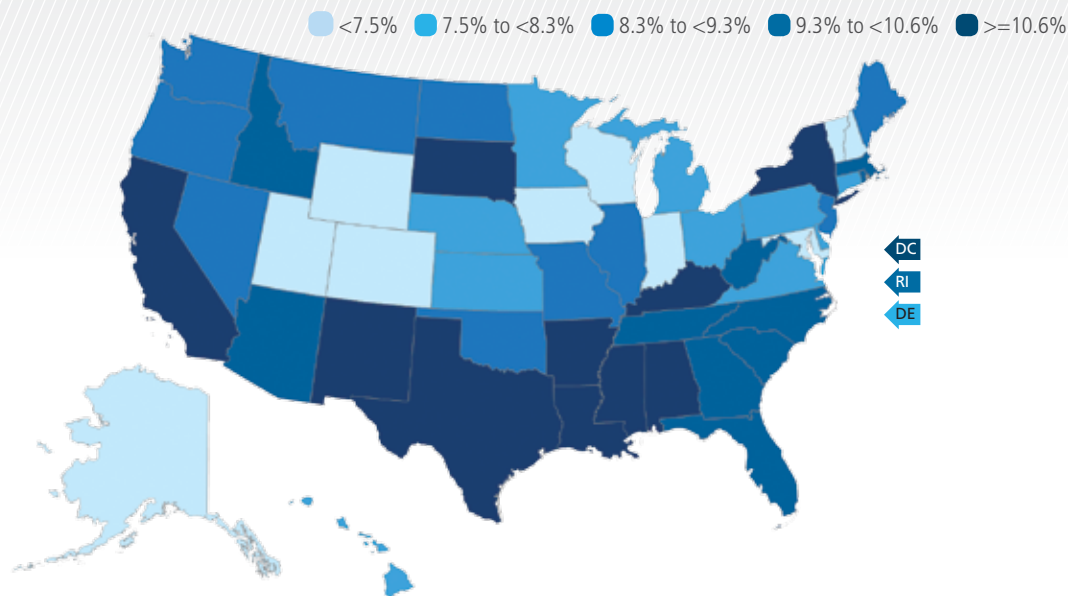 <7.5% 7.5% to <8.3% 8.3% to <9.3% 9.3% to <10.6% >=10.6%
DC
RI
DE